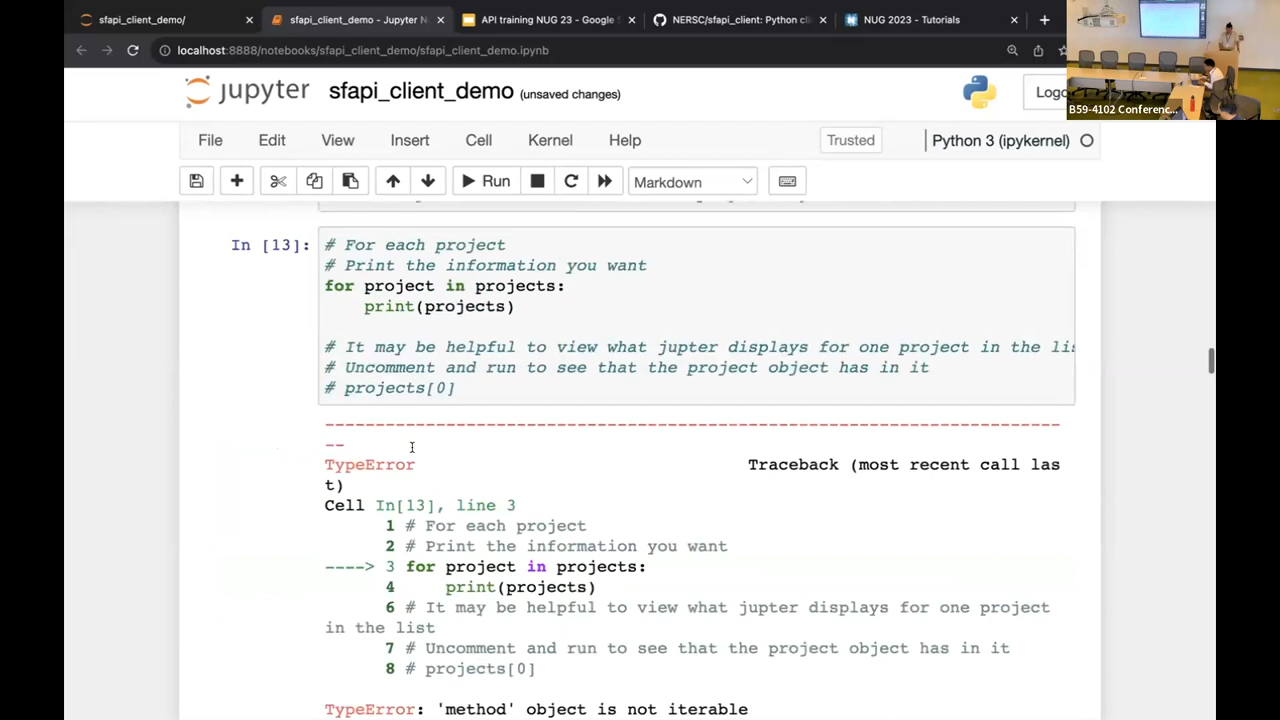 sfapi_client_demo/
sfapi_client_demo - Jupyter N
API training NUG 23 - Google S
NERSC/sfapi_client: Python cli
NUG 2023 - Tutorials
localhost:8888/notebooks/sfapi_client_demo/sfapi_client_demo.ipynb
B59-4102 Conferenc...
jupyter sfapi_client_demo (unsaved changes)
Logo
File Edit View Insert Cell Kernel Help
Trusted
Python 3 (ipykernel)
Run
Markdown
In [13]:
# For each project
# Print the information you want
for project in projects:
print(projects)
# It may be helpful to view what jupter displays for one project in the li
# Uncomment and run to see that the project object has in it
# projects[0]
---------------------------------------------------------------------------
--
TypeError Traceback (most recent call las
t)
Cell In[13], line 3
1 # For each project
2 # Print the information you want
----> 3 for project in projects:
4 print(projects)
6 # It may be helpful to view what jupter displays for one project
in the list
7 # Uncomment and run to see that the project object has in it
8 # projects[0]
TypeError: 'method' object is not iterable